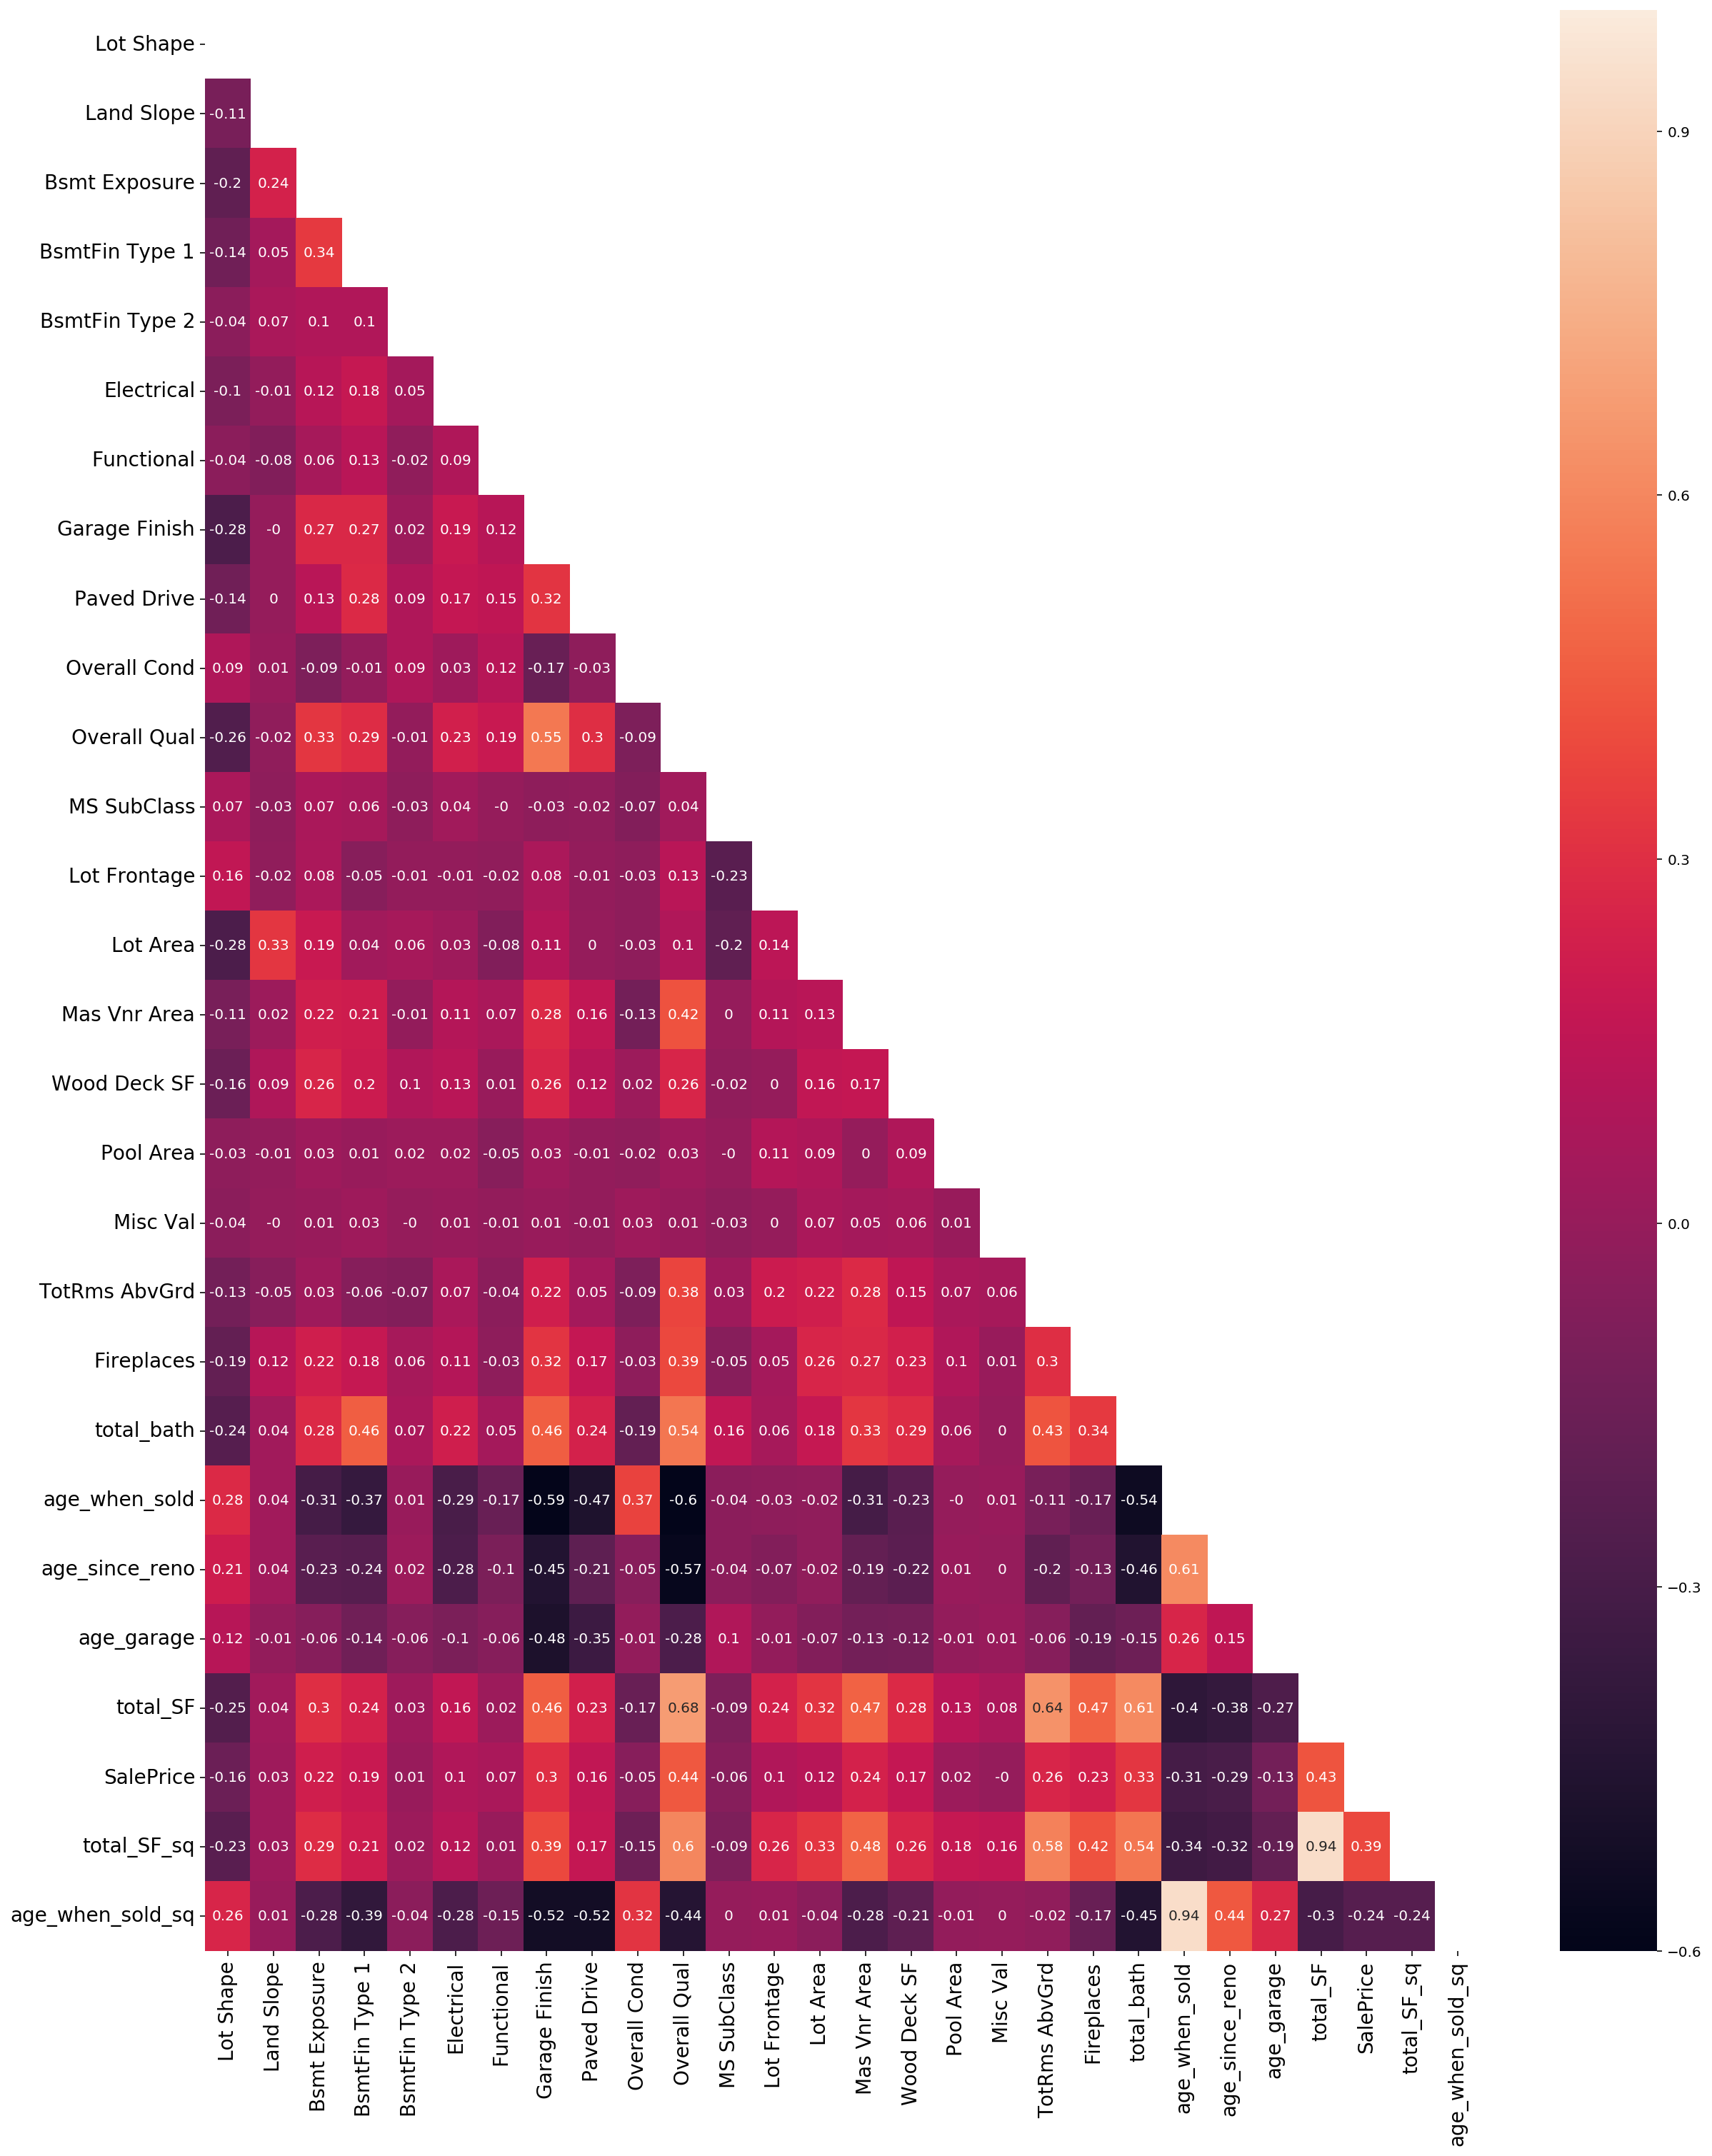 Lot Shape
Land Slope -0.11
0.9
Bsmt Exposure -0.2 0.24
BsmtFin Type 1 -0.14 0.05 0.34
BsmtFin Type 2 -0.04 0.07 0.1 0.1
Electrical -0.1 -0.01 0.12 0.18 0.05
Functional -0.04 -0.08 0.06 0.13 -0.02 0.09
0.6
Garage Finish -0.28 -0 0.27 0.27 0.02 0.19 0.12
Paved Drive -0.14 0 0.13 0.28 0.09 0.17 0.15 0.32
Overall Cond 0.09 0.01 -0.09 -0.01 0.09 0.03 0.12 -0.17 -0.03
Overall Qual -0.26 -0.02 0.33 0.29 -0.01 0.23 0.19 0.55 0.3 -0.09
MS SubClass 0.07 -0.03 0.07 0.06 -0.03 0.04 -0 -0.03 -0.02 -0.07 0.04
0.3
Lot Frontage 0.16 -0.02 0.08 -0.05 -0.01 -0.01 -0.02 0.08 -0.01 -0.03 0.13 -0.23
Lot Area -0.28 0.33 0.19 0.04 0.06 0.03 -0.08 0.11 0 -0.03 0.1 -0.2 0.14
Mas Vnr Area -0.11 0.02 0.22 0.21 -0.01 0.11 0.07 0.28 0.16 -0.13 0.42 0 0.11 0.13
Wood Deck SF -0.16 0.09 0.26 0.2 0.1 0.13 0.01 0.26 0.12 0.02 0.26 -0.02 0 0.16 0.17
Pool Area -0.03 -0.01 0.03 0.01 0.02 0.02 -0.05 0.03 -0.01 -0.02 0.03 -0 0.11 0.09 0 0.09
Misc Val -0.04 -0 0.01 0.03 -0 0.01 -0.01 0.01 -0.01 0.03 0.01 -0.03 0 0.07 0.05 0.06 0.01
0.0
TotRms AbvGrd -0.13 -0.05 0.03 -0.06 -0.07 0.07 -0.04 0.22 0.05 -0.09 0.38 0.03 0.2 0.22 0.28 0.15 0.07 0.06
Fireplaces -0.19 0.12 0.22 0.18 0.06 0.11 -0.03 0.32 0.17 -0.03 0.39 -0.05 0.05 0.26 0.27 0.23 0.1 0.01 0.3
total_bath -0.24 0.04 0.28 0.46 0.07 0.22 0.05 0.46 0.24 -0.19 0.54 0.16 0.06 0.18 0.33 0.29 0.06 0 0.43 0.34
age_when_sold 0.28 0.04 -0.31 -0.37 0.01 -0.29 -0.17 -0.59 -0.47 0.37 -0.6 -0.04 -0.03 -0.02 -0.31 -0.23 -0 0.01 -0.11 -0.17 -0.54
age_since_reno 0.21 0.04 -0.23 -0.24 0.02 -0.28 -0.1 -0.45 -0.21 -0.05 -0.57 -0.04 -0.07 -0.02 -0.19 -0.22 0.01 0 -0.2 -0.13 -0.46 0.61
−0.3
age_garage 0.12 -0.01 -0.06 -0.14 -0.06 -0.1 -0.06 -0.48 -0.35 -0.01 -0.28 0.1 -0.01 -0.07 -0.13 -0.12 -0.01 0.01 -0.06 -0.19 -0.15 0.26 0.15
total_SF -0.25 0.04 0.3 0.24 0.03 0.16 0.02 0.46 0.23 -0.17 0.68 -0.09 0.24 0.32 0.47 0.28 0.13 0.08 0.64 0.47 0.61 -0.4 -0.38 -0.27
SalePrice -0.16 0.03 0.22 0.19 0.01 0.1 0.07 0.3 0.16 -0.05 0.44 -0.06 0.1 0.12 0.24 0.17 0.02 -0 0.26 0.23 0.33 -0.31 -0.29 -0.13 0.43
total_SF_sq -0.23 0.03 0.29 0.21 0.02 0.12 0.01 0.39 0.17 -0.15 0.6 -0.09 0.26 0.33 0.48 0.26 0.18 0.16 0.58 0.42 0.54 -0.34 -0.32 -0.19 0.94 0.39
age_when_sold_sq 0.26 0.01 -0.28 -0.39 -0.04 -0.28 -0.15 -0.52 -0.52 0.32 -0.44 0 0.01 -0.04 -0.28 -0.21 -0.01 0 -0.02 -0.17 -0.45 0.94 0.44 0.27 -0.3 -0.24 -0.24
−0.6
Lot Shape
Land Slope
Bsmt Exposure
BsmtFin Type 1
BsmtFin Type 2
Electrical
Functional
Garage Finish
Paved Drive
Overall Cond
Overall Qual
MS SubClass
Lot Frontage
Lot Area
Mas Vnr Area
Wood Deck SF
Pool Area
Misc Val
TotRms AbvGrd
Fireplaces
total_bath
age_when_sold
age_since_reno
age_garage
total_SF
SalePrice
total_SF_sq
age_when_sold_sq